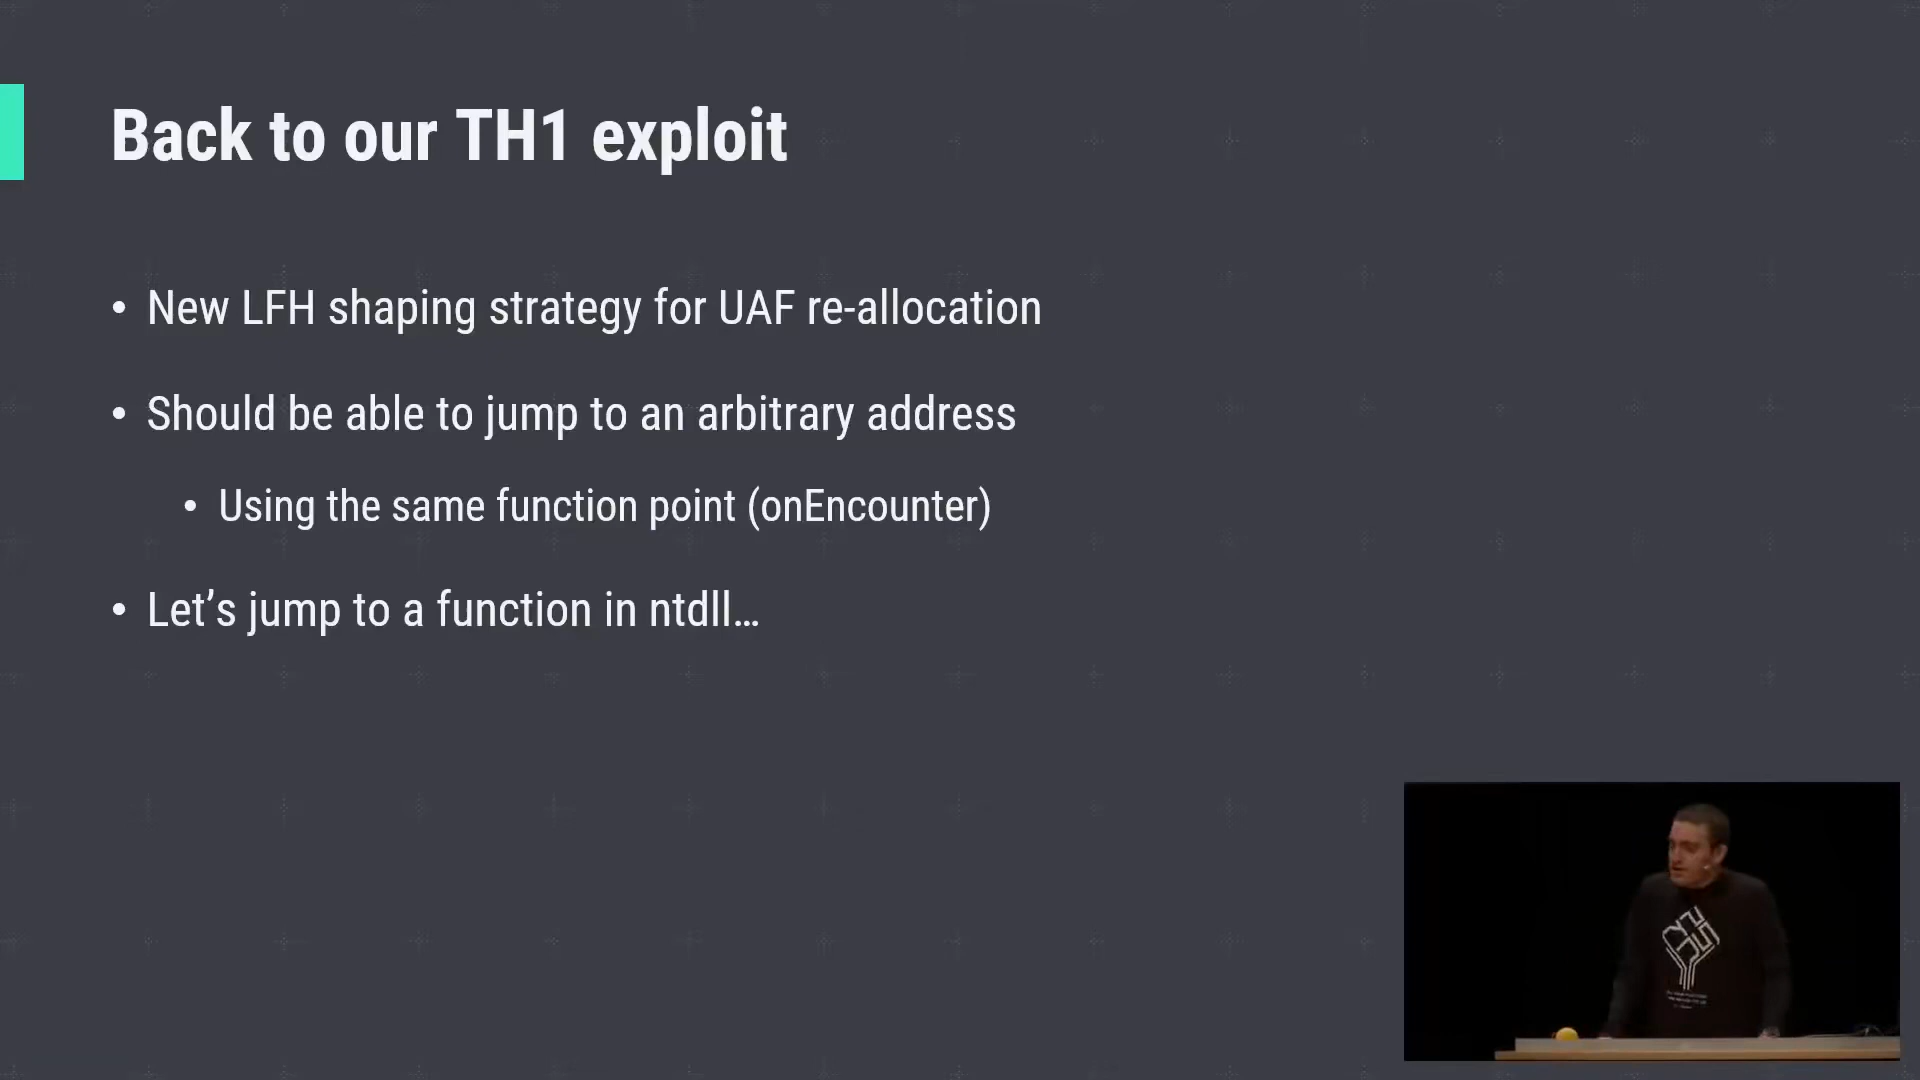 Back to our TH1 exploit
• New LFH shaping strategy for UAF re-allocation
• Should be able to jump to an arbitrary address
• Using the same function point (onEncounter)
• Let’s jump to a function in ntdll…